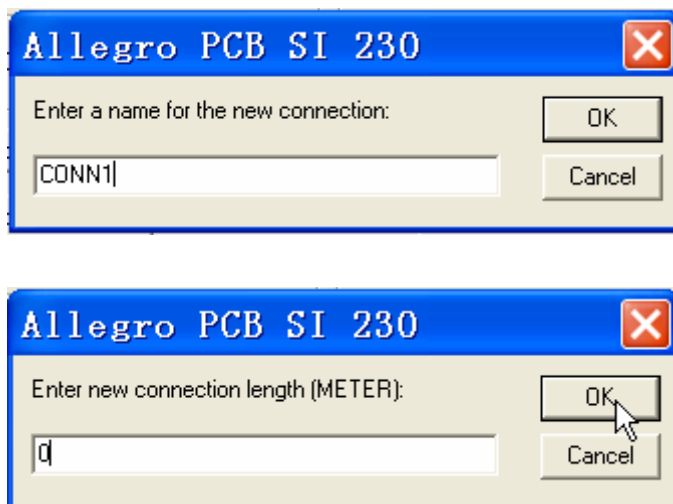 Allegro PCB SI 230
Enter a name for the new connection:
OK
CONN1
Cancel
Allegro PCB SI 230
Enter new connection length (METER):
OK
0
Cancel